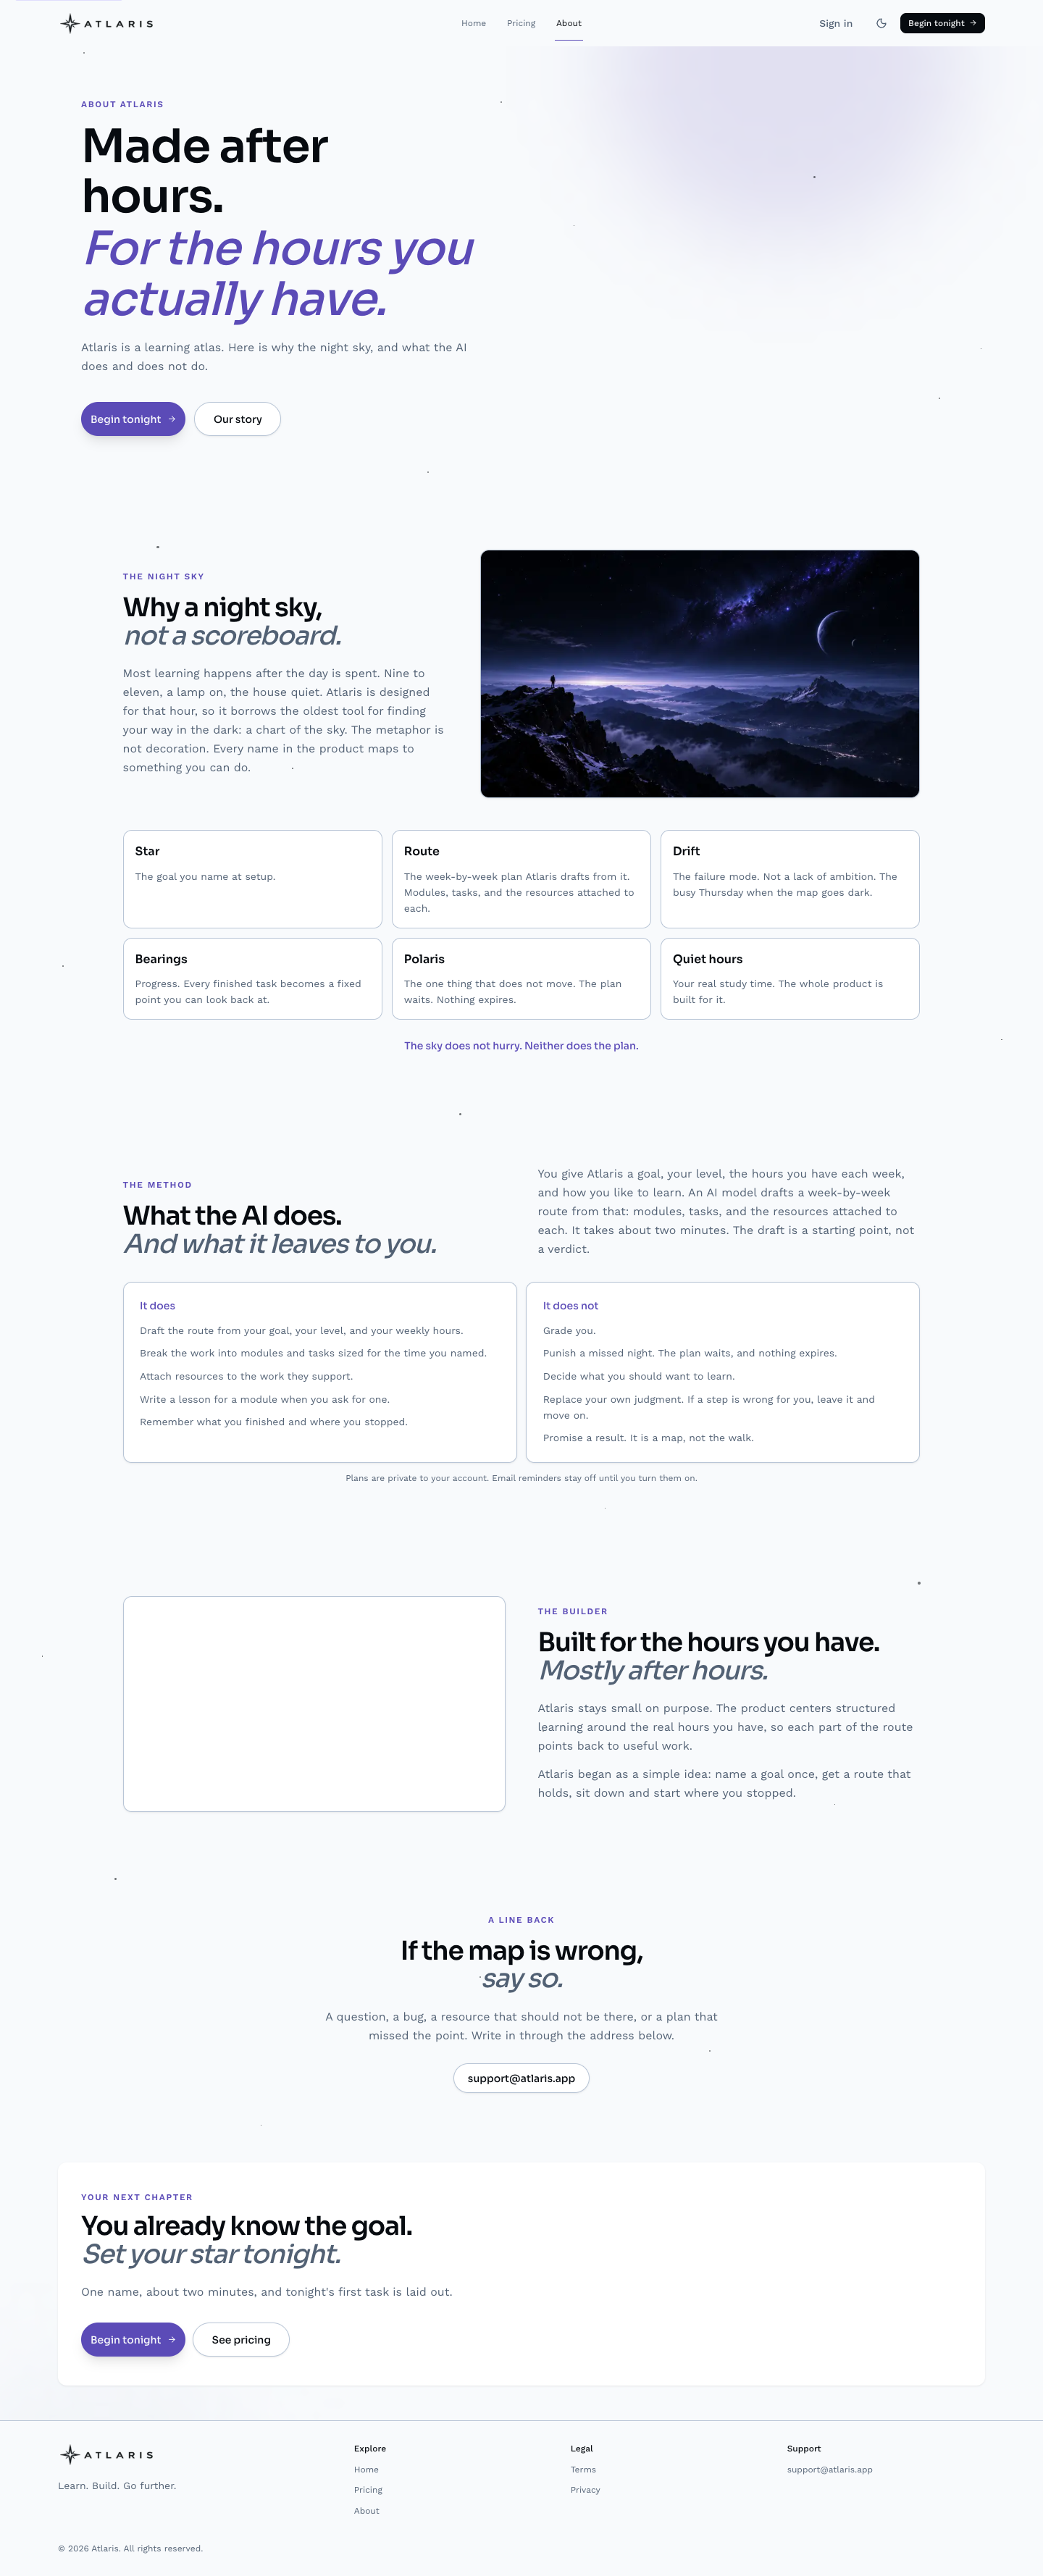 ATLARIS
Home
Pricing
About
Sign in
Begin tonight →
ABOUT ATLARIS
Made after
hours.
For the hours you
actually have.
Atlaris is a learning atlas. Here is why the night sky, and what the AI
does and does not do.
Begin tonight →
Our story
THE NIGHT SKY
Why a night sky,
not a scoreboard.
Most learning happens after the day is spent. Nine to
eleven, a lamp on, the house quiet. Atlaris is designed
for that hour, so it borrows the oldest tool for finding
your way in the dark: a chart of the sky. The metaphor is
not decoration. Every name in the product maps to
something you can do.
Star
The goal you name at setup.
Route
The week-by-week plan Atlaris drafts from it.
Modules, tasks, and the resources attached to
each.
Drift
The failure mode. Not a lack of ambition. The
busy Thursday when the map goes dark.
Bearings
Progress. Every finished task becomes a fixed
point you can look back at.
Polaris
The one thing that does not move. The plan
waits. Nothing expires.
Quiet hours
Your real study time. The whole product is
built for it.
The sky does not hurry. Neither does the plan.
THE METHOD
What the AI does.
And what it leaves to you.
You give Atlaris a goal, your level, the hours you have each week,
and how you like to learn. An AI model drafts a week-by-week
route from that: modules, tasks, and the resources attached to
each. It takes about two minutes. The draft is a starting point, not
a verdict.
It does
Draft the route from your goal, your level, and your weekly hours.
Break the work into modules and tasks sized for the time you named.
Attach resources to the work they support.
Write a lesson for a module when you ask for one.
Remember what you finished and where you stopped.
It does not
Grade you.
Punish a missed night. The plan waits, and nothing expires.
Decide what you should want to learn.
Replace your own judgment. If a step is wrong for you, leave it and
move on.
Promise a result. It is a map, not the walk.
Plans are private to your account. Email reminders stay off until you turn them on.
THE BUILDER
Built for the hours you have.
Mostly after hours.
Atlaris stays small on purpose. The product centers structured
learning around the real hours you have, so each part of the route
points back to useful work.
Atlaris began as a simple idea: name a goal once, get a route that
holds, sit down and start where you stopped.
A LINE BACK
If the map is wrong,
say so.
A question, a bug, a resource that should not be there, or a plan that
missed the point. Write in through the address below.
support@atlaris.app
YOUR NEXT CHAPTER
You already know the goal.
Set your star tonight.
One name, about two minutes, and tonight's first task is laid out.
Begin tonight →
See pricing
ATLARIS
Learn. Build. Go further.
Explore
Home
Pricing
About
Legal
Terms
Privacy
Support
support@atlaris.app
© 2026 Atlaris. All rights reserved.